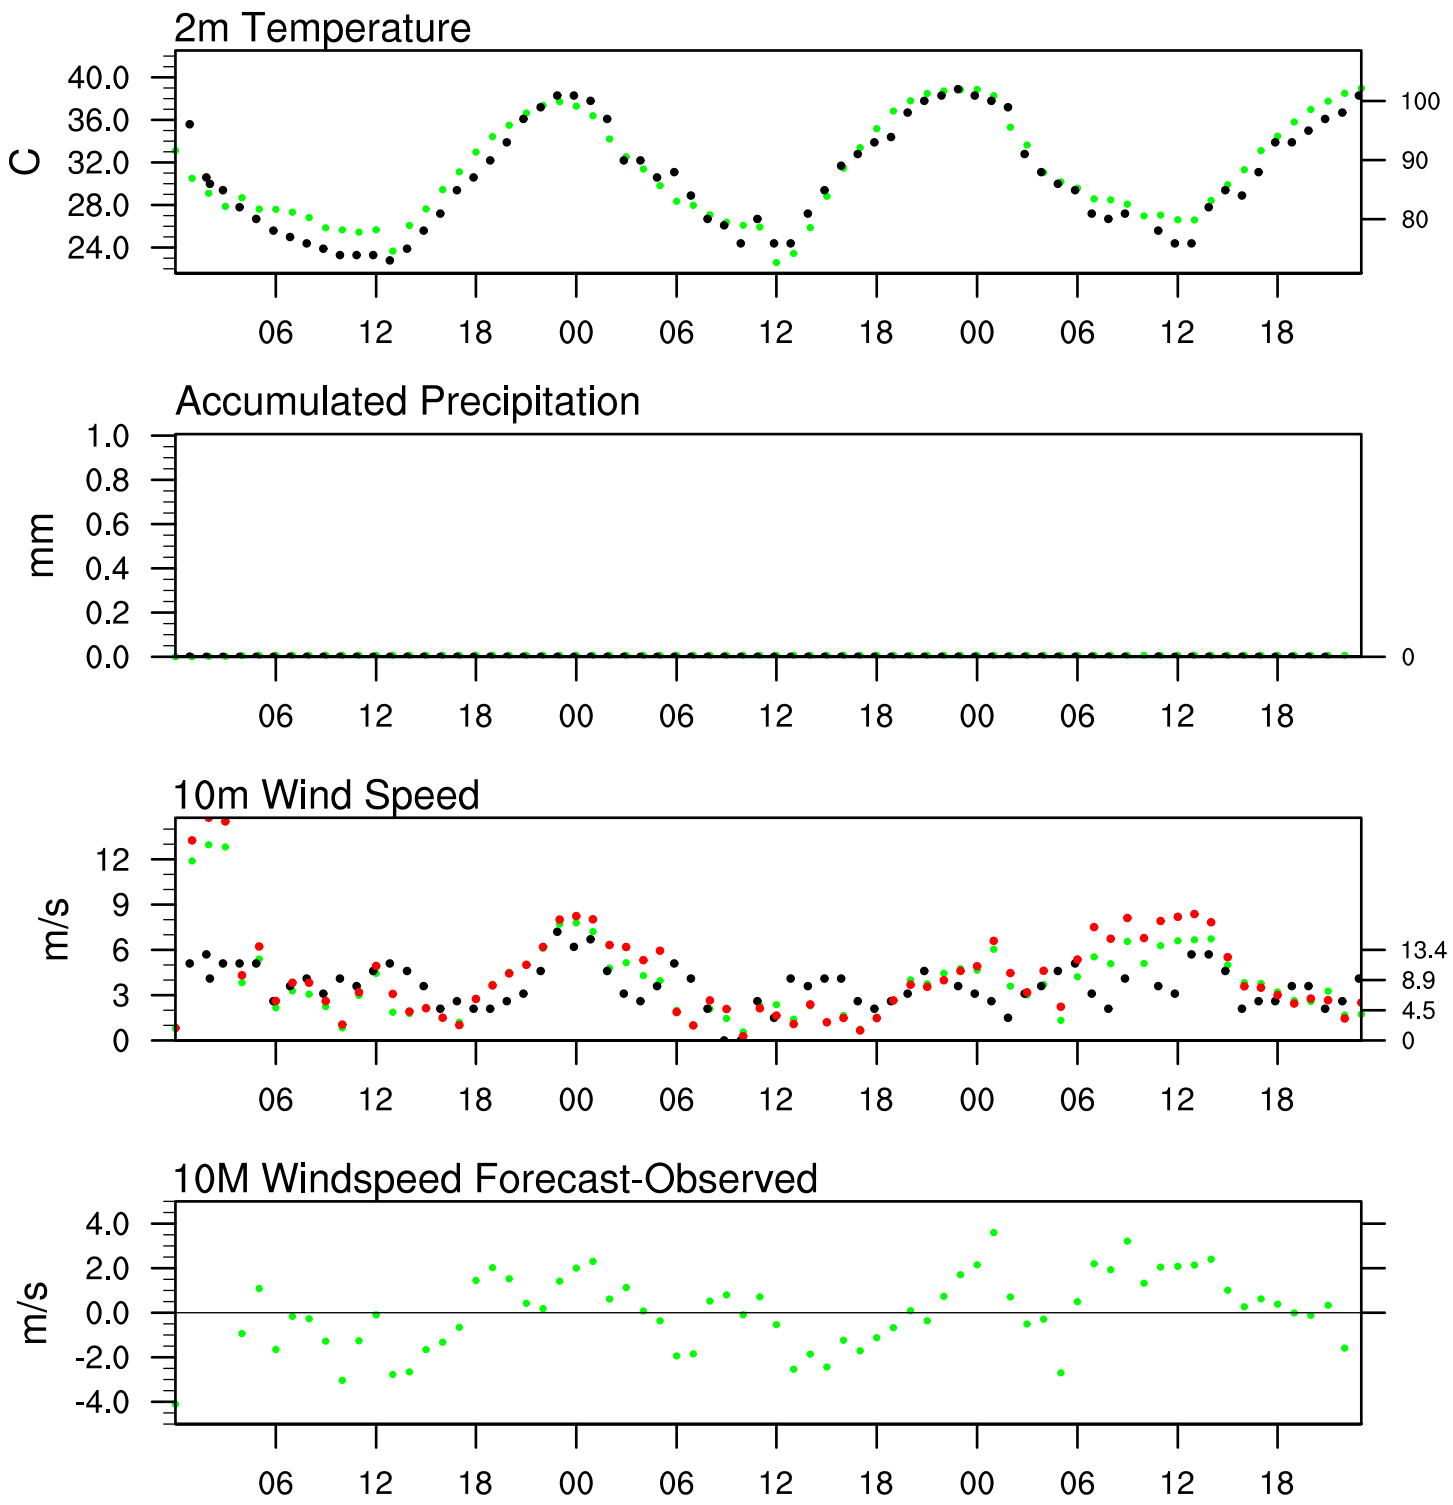 2m Temperature
40.0
36.0
32.0
28.0
24.0
C
100
90
80
06 12 18 00 06 12 18 00 06 12 18
Accumulated Precipitation
1.0
0.8
0.6
0.4
0.2
0.0
mm
0
06 12 18 00 06 12 18 00 06 12 18
10m Wind Speed
12
9
6
3
0
m/s
13.4
8.9
4.5
0
06 12 18 00 06 12 18 00 06 12 18
10M Windspeed Forecast-Observed
4.0
2.0
0.0
-2.0
-4.0
m/s
06 12 18 00 06 12 18 00 06 12 18